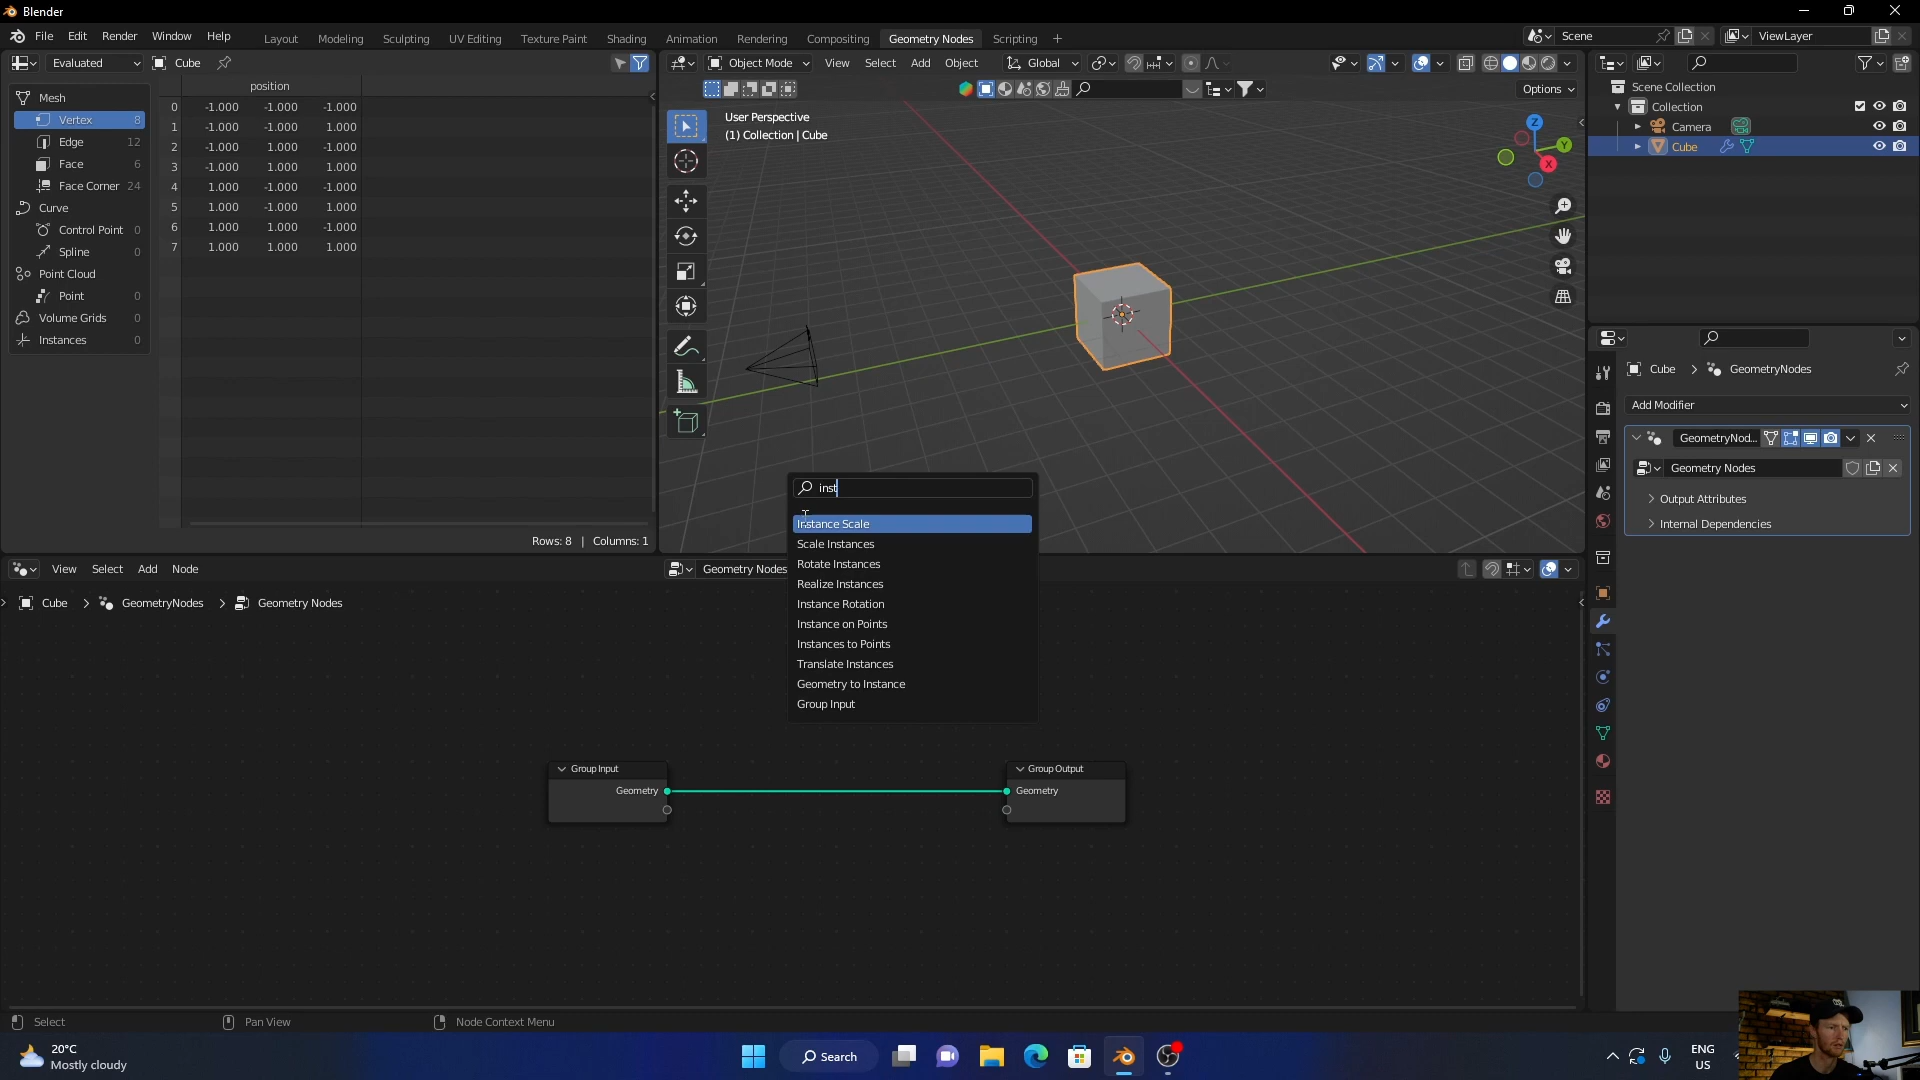 Blender
File Edit Render Window Help
Layout Modeling Sculpting UV Editing Texture Paint Shading Animation Rendering Compositing Geometry Nodes Scripting +
Scene
ViewLayer
Evaluated
Cube
position
Mesh
Vertex 8
Edge 12
Face 6
Face Corner 24
Curve
Control Point 0
Spline 0
Point Cloud
Point 0
Volume Grids 0
Instances 0
0 -1.000 -1.000 -1.000
1 -1.000 -1.000 1.000
2 -1.000 1.000 -1.000
3 -1.000 1.000 1.000
4 1.000 -1.000 -1.000
5 1.000 -1.000 1.000
6 1.000 1.000 -1.000
7 1.000 1.000 1.000
Rows: 8 | Columns: 1
Object Mode View Select Add Object Global
Options
User Perspective
(1) Collection | Cube
Z
Y
X
Scene Collection
Collection
Camera
Cube
Cube > GeometryNodes
Add Modifier
GeometryNod...
Geometry Nodes
Output Attributes
Internal Dependencies
inst
Instance Scale
Scale Instances
Rotate Instances
Realize Instances
Instance Rotation
Instance on Points
Instances to Points
Translate Instances
Geometry to Instance
Group Input
View Select Add Node
Geometry Nodes
Cube > GeometryNodes > Geometry Nodes
Group Input
Geometry
Group Output
Geometry
Select
Pan View
Node Context Menu
20°C
Mostly cloudy
Search
ENG
US